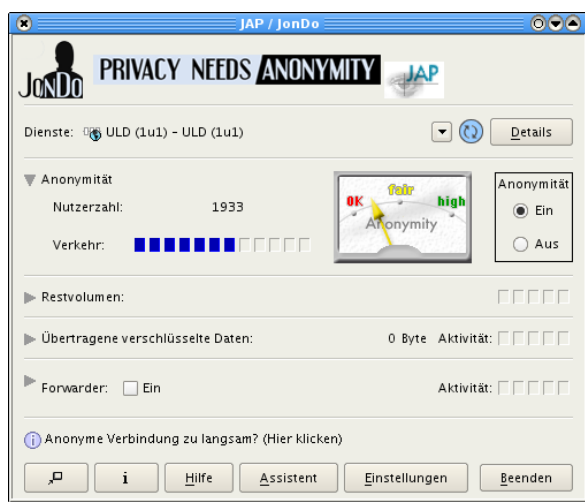 JAP / JonDo
JONDO PRIVACY NEEDS ANONYMITY JAP
Dienste: ULD (1u1) – ULD (1u1) Details
Anonymität
Nutzerzahl: 1933
Verkehr:
OK fair high
Anonymity
Anonymität
Ein
Aus
Restvolumen:
Übertragene verschlüsselte Daten: 0 Byte Aktivität:
Forwarder: Ein Aktivität:
Anonyme Verbindung zu langsam? (Hier klicken)
i Hilfe Assistent Einstellungen Beenden